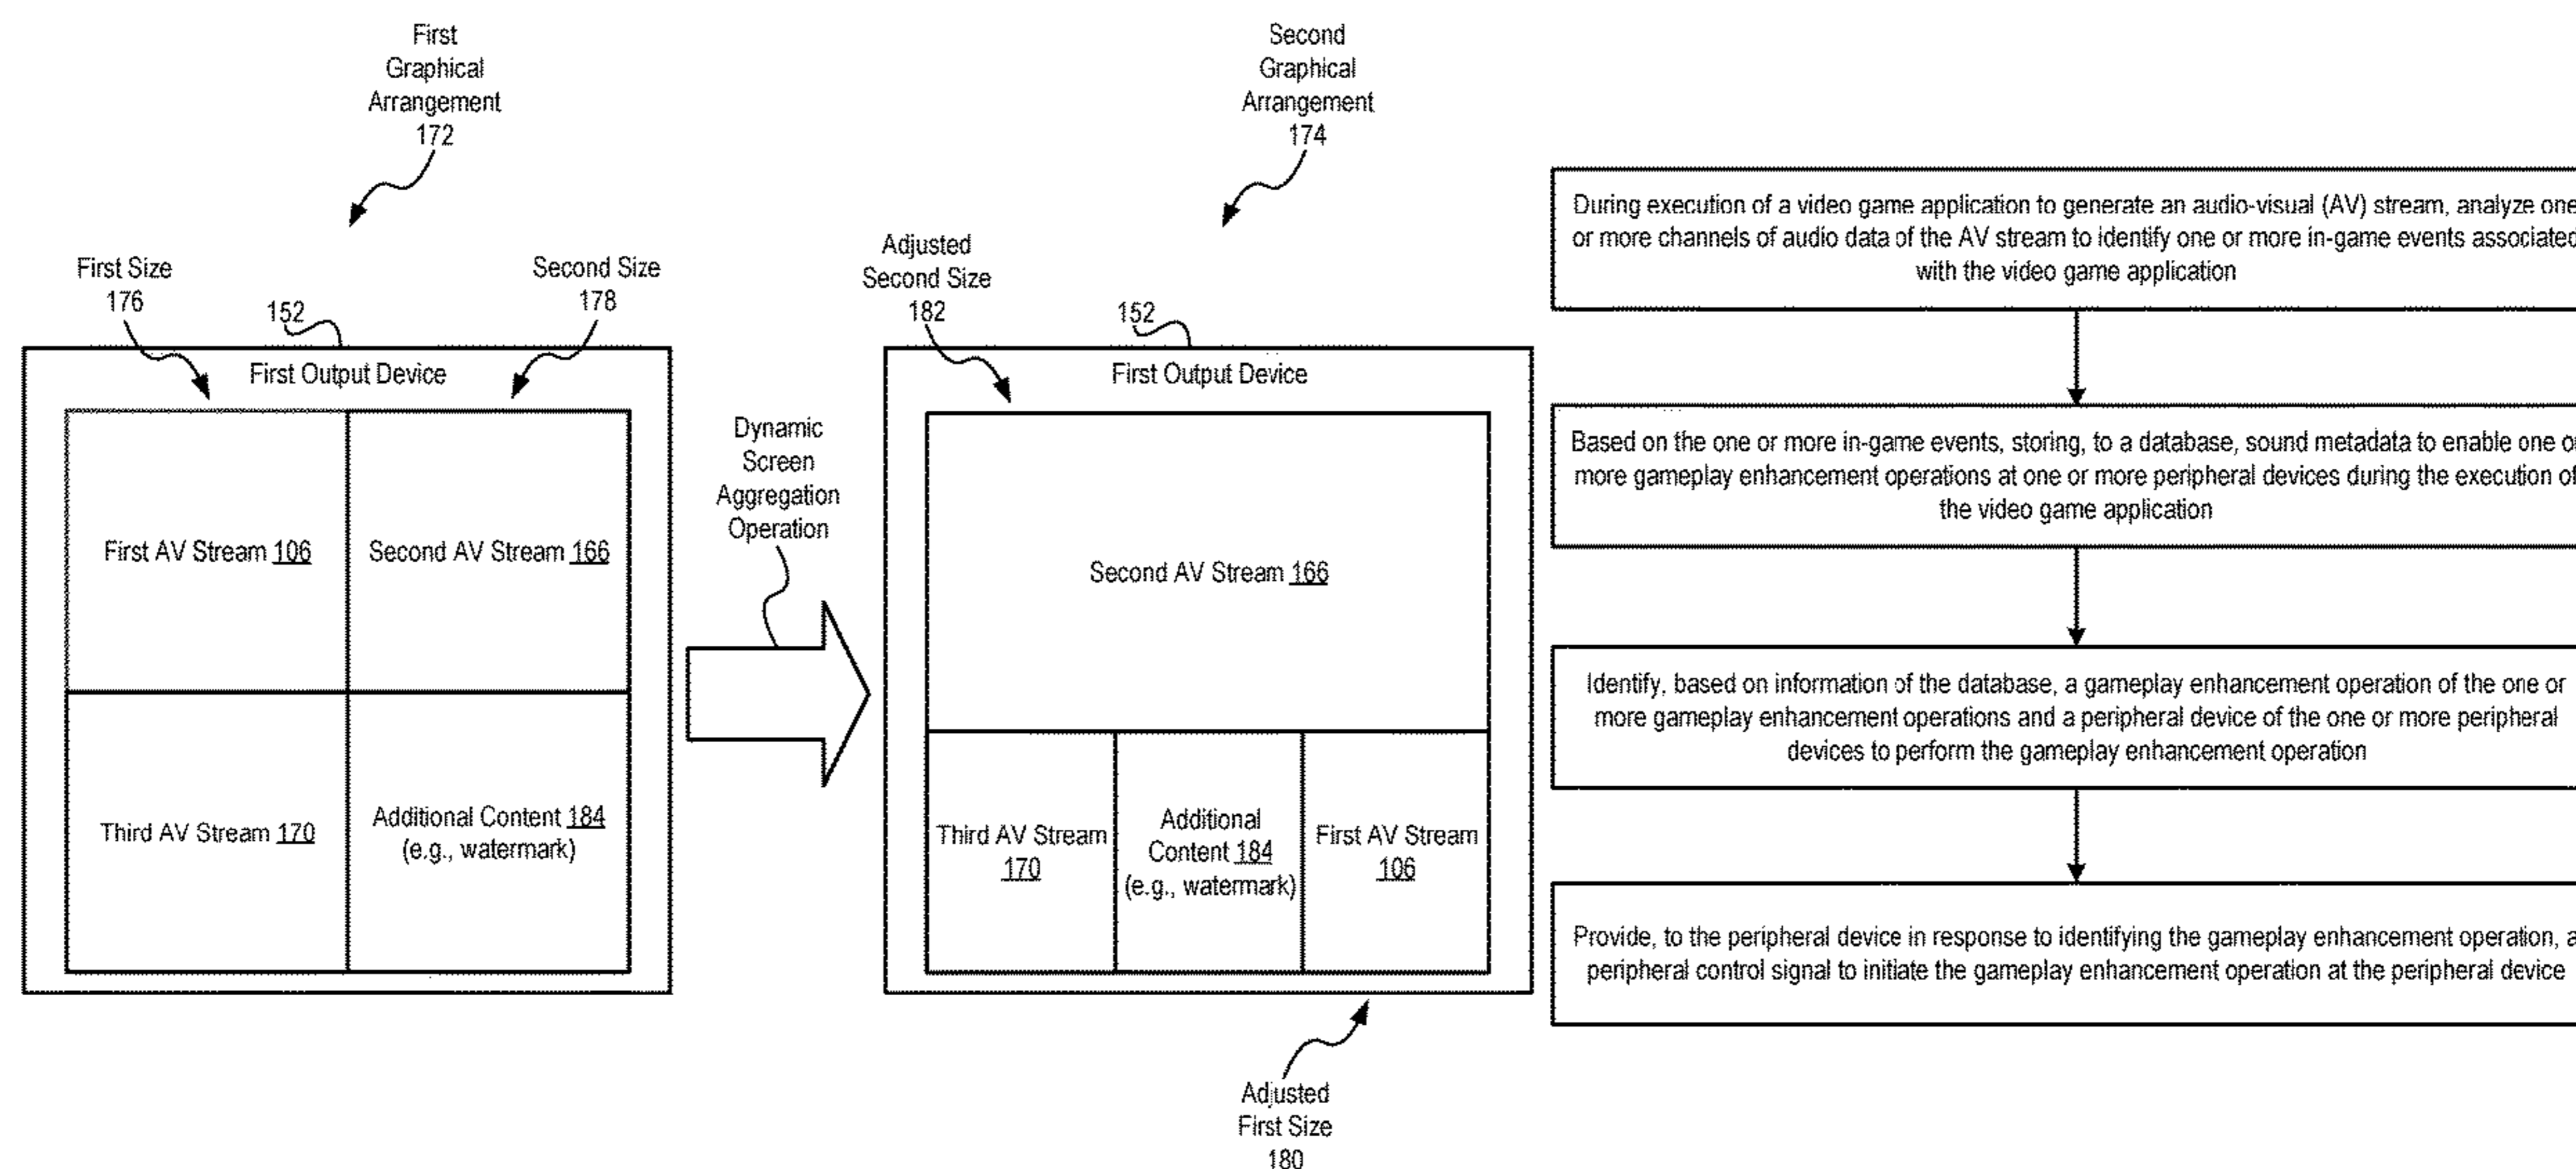 First
Graphical
Arrangement
172
First Size
176
152
Second Size
178
First Output Device
First AV Stream 106
Second AV Stream 166
Third AV Stream 170
Additional Content 184
(e.g., watermark)
Dynamic
Screen
Aggregation
Operation
Second
Graphical
Arrangement
174
Adjusted
Second Size
182
152
First Output Device
Second AV Stream 166
Third AV Stream
170
Additional
Content 184
(e.g., watermark)
First AV Stream
106
Adjusted
First Size
180
During execution of a video game application to generate an audio-visual (AV) stream, analyze one
or more channels of audio data of the AV stream to identify one or more in-game events associated
with the video game application
Based on the one or more in-game events, storing, to a database, sound metadata to enable one or
more gameplay enhancement operations at one or more peripheral devices during the execution of
the video game application
Identify, based on information of the database, a gameplay enhancement operation of the one or
more gameplay enhancement operations and a peripheral device of the one or more peripheral
devices to perform the gameplay enhancement operation
Provide, to the peripheral device in response to identifying the gameplay enhancement operation, a
peripheral control signal to initiate the gameplay enhancement operation at the peripheral device